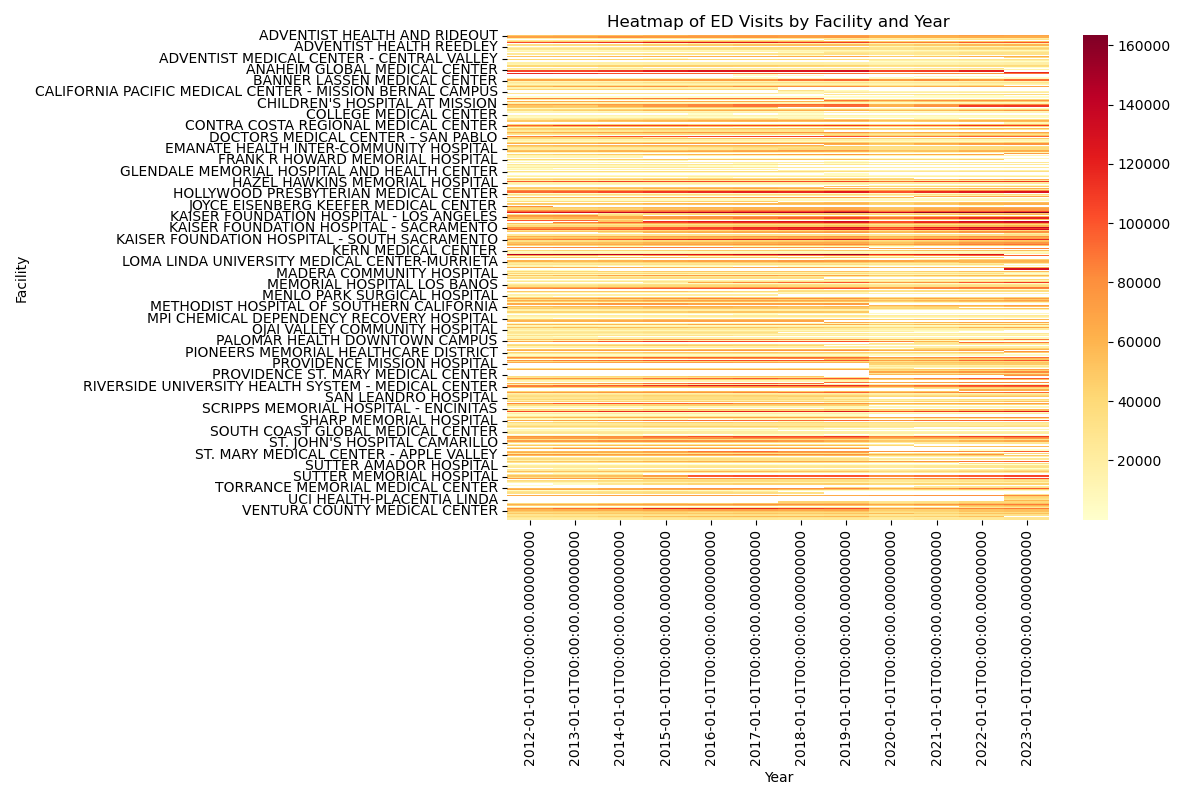 Heatmap of ED Visits by Facility and Year
ADVENTIST HEALTH AND RIDEOUT
ADVENTIST HEALTH REEDLEY
ADVENTIST MEDICAL CENTER - CENTRAL VALLEY
ANAHEIM GLOBAL MEDICAL CENTER
BANNER LASSEN MEDICAL CENTER
CALIFORNIA PACIFIC MEDICAL CENTER - MISSION BERNAL CAMPUS
CHILDREN'S HOSPITAL AT MISSION
COLLEGE MEDICAL CENTER
CONTRA COSTA REGIONAL MEDICAL CENTER
DOCTORS MEDICAL CENTER - SAN PABLO
EMANATE HEALTH INTER-COMMUNITY HOSPITAL
FRANK R HOWARD MEMORIAL HOSPITAL
GLENDALE MEMORIAL HOSPITAL AND HEALTH CENTER
HAZEL HAWKINS MEMORIAL HOSPITAL
HOLLYWOOD PRESBYTERIAN MEDICAL CENTER
JOYCE EISENBERG KEEFER MEDICAL CENTER
KAISER FOUNDATION HOSPITAL - LOS ANGELES
KAISER FOUNDATION HOSPITAL - SACRAMENTO
KAISER FOUNDATION HOSPITAL - SOUTH SACRAMENTO
KERN MEDICAL CENTER
LOMA LINDA UNIVERSITY MEDICAL CENTER-MURRIETA
MADERA COMMUNITY HOSPITAL
MEMORIAL HOSPITAL LOS BANOS
MENLO PARK SURGICAL HOSPITAL
METHODIST HOSPITAL OF SOUTHERN CALIFORNIA
MPI CHEMICAL DEPENDENCY RECOVERY HOSPITAL
OJAI VALLEY COMMUNITY HOSPITAL
PALOMAR HEALTH DOWNTOWN CAMPUS
PIONEERS MEMORIAL HEALTHCARE DISTRICT
PROVIDENCE MISSION HOSPITAL
PROVIDENCE ST. MARY MEDICAL CENTER
RIVERSIDE UNIVERSITY HEALTH SYSTEM - MEDICAL CENTER
SAN LEANDRO HOSPITAL
SCRIPPS MEMORIAL HOSPITAL - ENCINITAS
SHARP MEMORIAL HOSPITAL
SOUTH COAST GLOBAL MEDICAL CENTER
ST. JOHN'S HOSPITAL CAMARILLO
ST. MARY MEDICAL CENTER - APPLE VALLEY
SUTTER AMADOR HOSPITAL
SUTTER MEMORIAL HOSPITAL
TORRANCE MEMORIAL MEDICAL CENTER
UCI HEALTH-PLACENTIA LINDA
VENTURA COUNTY MEDICAL CENTER
Facility
2012-01-01T00:00:00.000000000
2013-01-01T00:00:00.000000000
2014-01-01T00:00:00.000000000
2015-01-01T00:00:00.000000000
2016-01-01T00:00:00.000000000
2017-01-01T00:00:00.000000000
2018-01-01T00:00:00.000000000
2019-01-01T00:00:00.000000000
2020-01-01T00:00:00.000000000
2021-01-01T00:00:00.000000000
2022-01-01T00:00:00.000000000
2023-01-01T00:00:00.000000000
Year
160000
140000
120000
100000
80000
60000
40000
20000